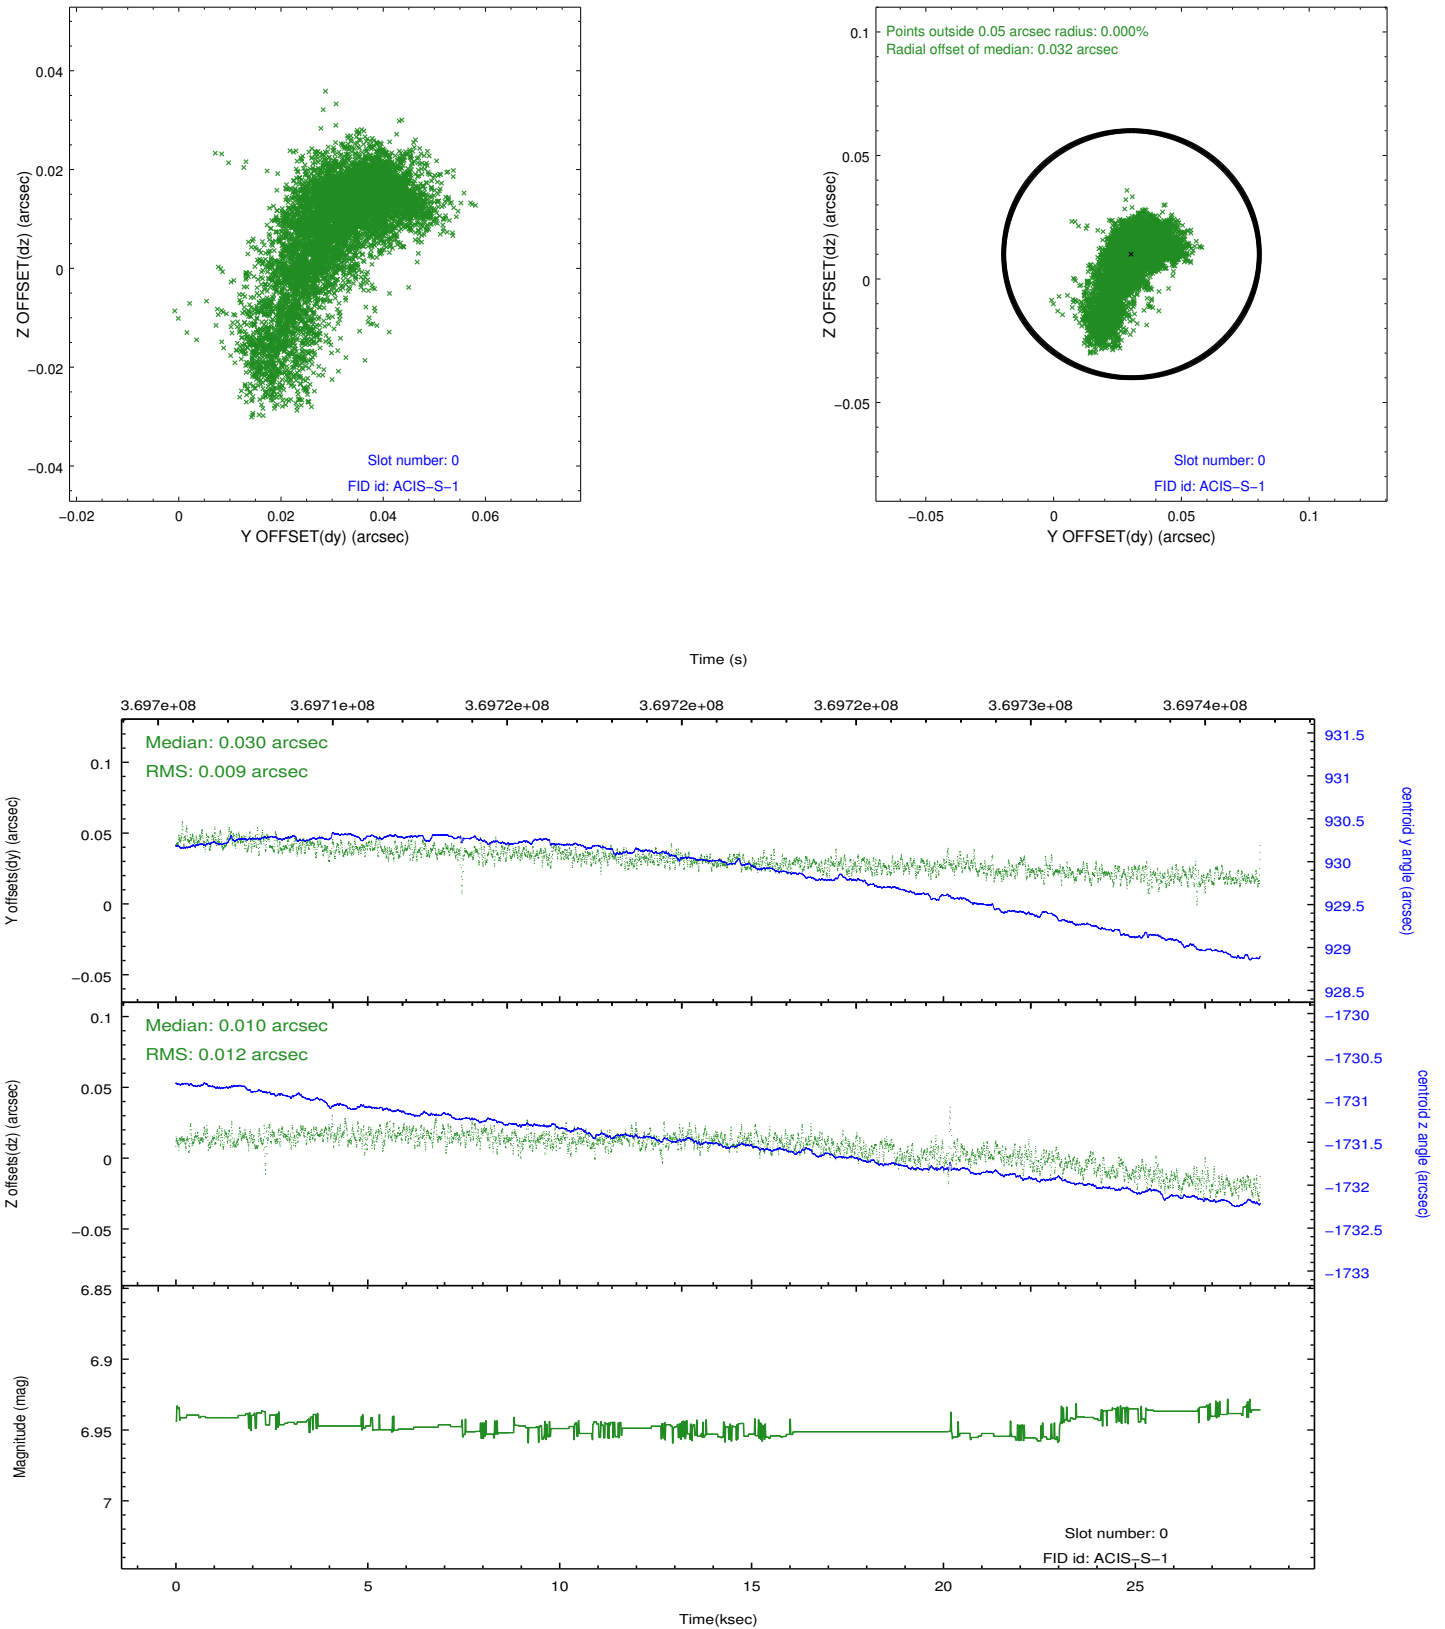 0.04
0.02
0
−0.02
−0.04
Z OFFSET(dz) (arcsec)
Slot number: 0
FID id: ACIS−S−1
−0.02
0
0.02
0.04
0.06
Y OFFSET(dy) (arcsec)
Points outside 0.05 arcsec radius: 0.000%
Radial offset of median: 0.032 arcsec
0.1
0.05
0
−0.05
Z OFFSET(dz) (arcsec)
Slot number: 0
FID id: ACIS−S−1
−0.05
0
0.05
0.1
Y OFFSET(dy) (arcsec)
Time (s)
3.697e+08
3.6971e+08
3.6972e+08
3.6972e+08
3.6972e+08
3.6973e+08
3.6974e+08
Median: 0.030 arcsec
RMS: 0.009 arcsec
0.1
0.05
0
−0.05
Y offsets(dy) (arcsec)
931.5
931
930.5
930
929.5
929
928.5
centroid y angle (arcsec)
Median: 0.010 arcsec
RMS: 0.012 arcsec
0.1
0.05
0
−0.05
Z offsets(dz) (arcsec)
−1730
−1730.5
−1731
−1731.5
−1732
−1732.5
−1733
centroid z angle (arcsec)
6.85
6.9
6.95
7
Magnitude (mag)
Slot number: 0
FID id: ACIS−S−1
0
5
10
15
20
25
Time(ksec)